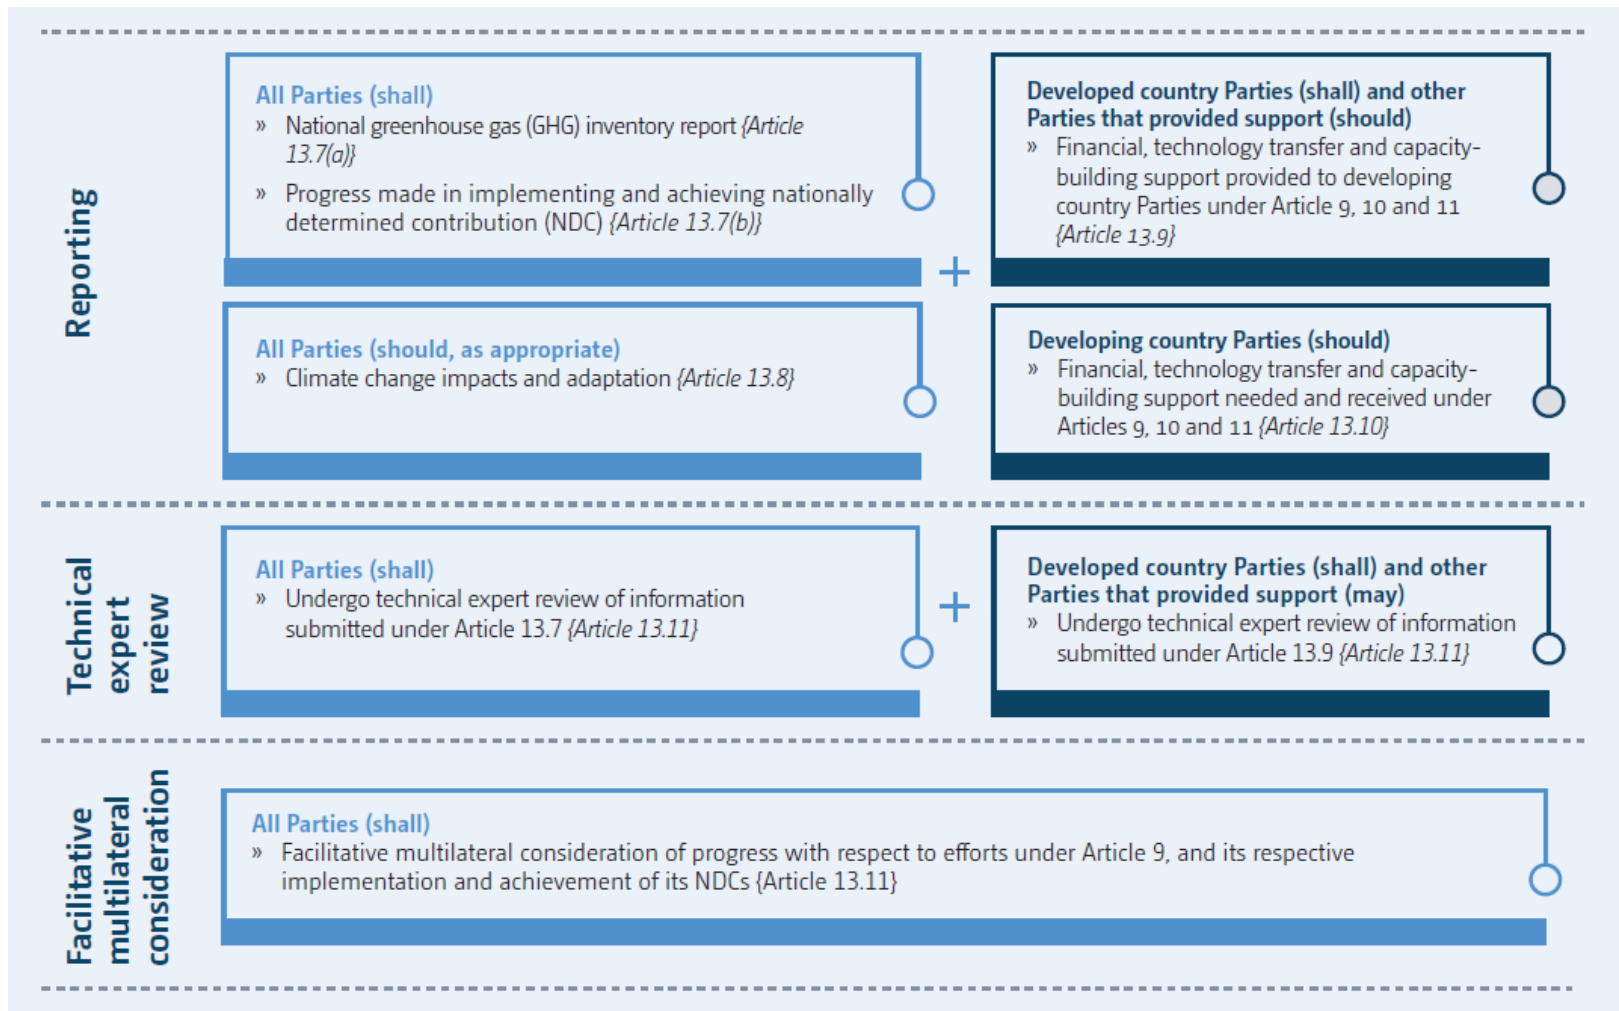 Reporting
All Parties (shall)
» National greenhouse gas (GHG) inventory report {Article
13.7(a)}
» Progress made in implementing and achieving nationally
determined contribution (NDC) {Article 13.7(b)}
+
Developed country Parties (shall) and other
Parties that provided support (should)
» Financial, technology transfer and capacity-
building support provided to developing
country Parties under Article 9, 10 and 11
{Article 13.9}
All Parties (should, as appropriate)
» Climate change impacts and adaptation {Article 13.8}
Developing country Parties (should)
» Financial, technology transfer and capacity-
building support needed and received under
Articles 9, 10 and 11 {Article 13.10}
Technical
expert
review
All Parties (shall)
» Undergo technical expert review of information
submitted under Article 13.7 {Article 13.11}
+
Developed country Parties (shall) and other
Parties that provided support (may)
» Undergo technical expert review of information
submitted under Article 13.9 {Article 13.11}
Facilitative
multilateral
consideration
All Parties (shall)
» Facilitative multilateral consideration of progress with respect to efforts under Article 9, and its respective
implementation and achievement of its NDCs {Article 13.11}